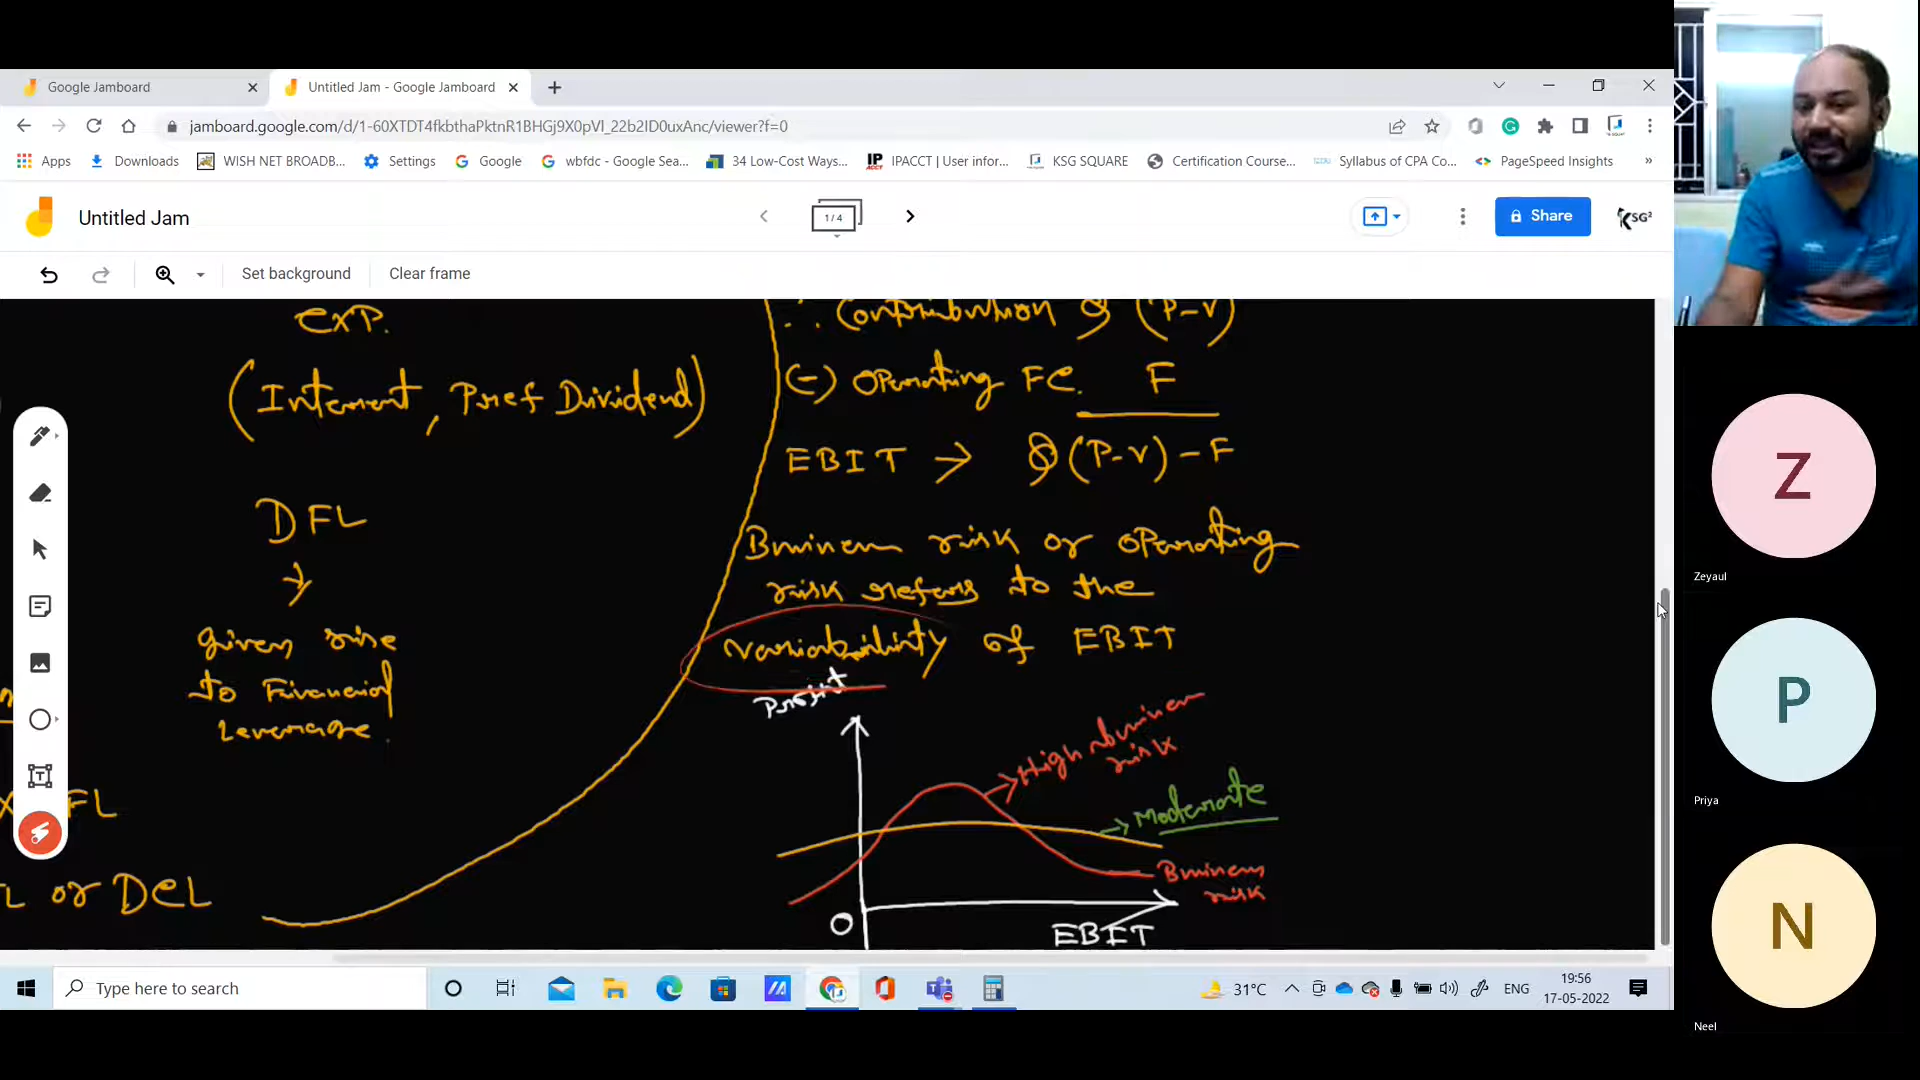 Google Jamboard
Untitled Jam - Google Jamboard
jamboard.google.com/d/1-60XTDT4fkbthaPktnR1BHGj9X0pVl_22b2ID0uxAnc/viewer?f=0
Apps
Downloads
WISH NET BROADB...
Settings
Google
wbfdc - Google Sea...
34 Low-Cost Ways...
IPACCT | User infor...
KSG SQUARE
Certification Course...
Syllabus of CPA Co...
PageSpeed Insights
»
Untitled Jam
1 / 4
Share
KSG²
Set background
Clear frame
exp.
(Interest, Pref Dividend)
DFL
given rise
to Financial
Leverage
FL
L or DCL
∴ Contribution Q (P-V)
(-) Operating FC. F
EBIT → Q(P-V) - F
Business risk or operating
risk refers to the
variability of EBIT
Profit
High business
risk
Moderate
Business
risk
O
EBIT
Z
Zeyaul
P
Priya
N
Neel
Type here to search
31°C
ENG
19:56
17-05-2022